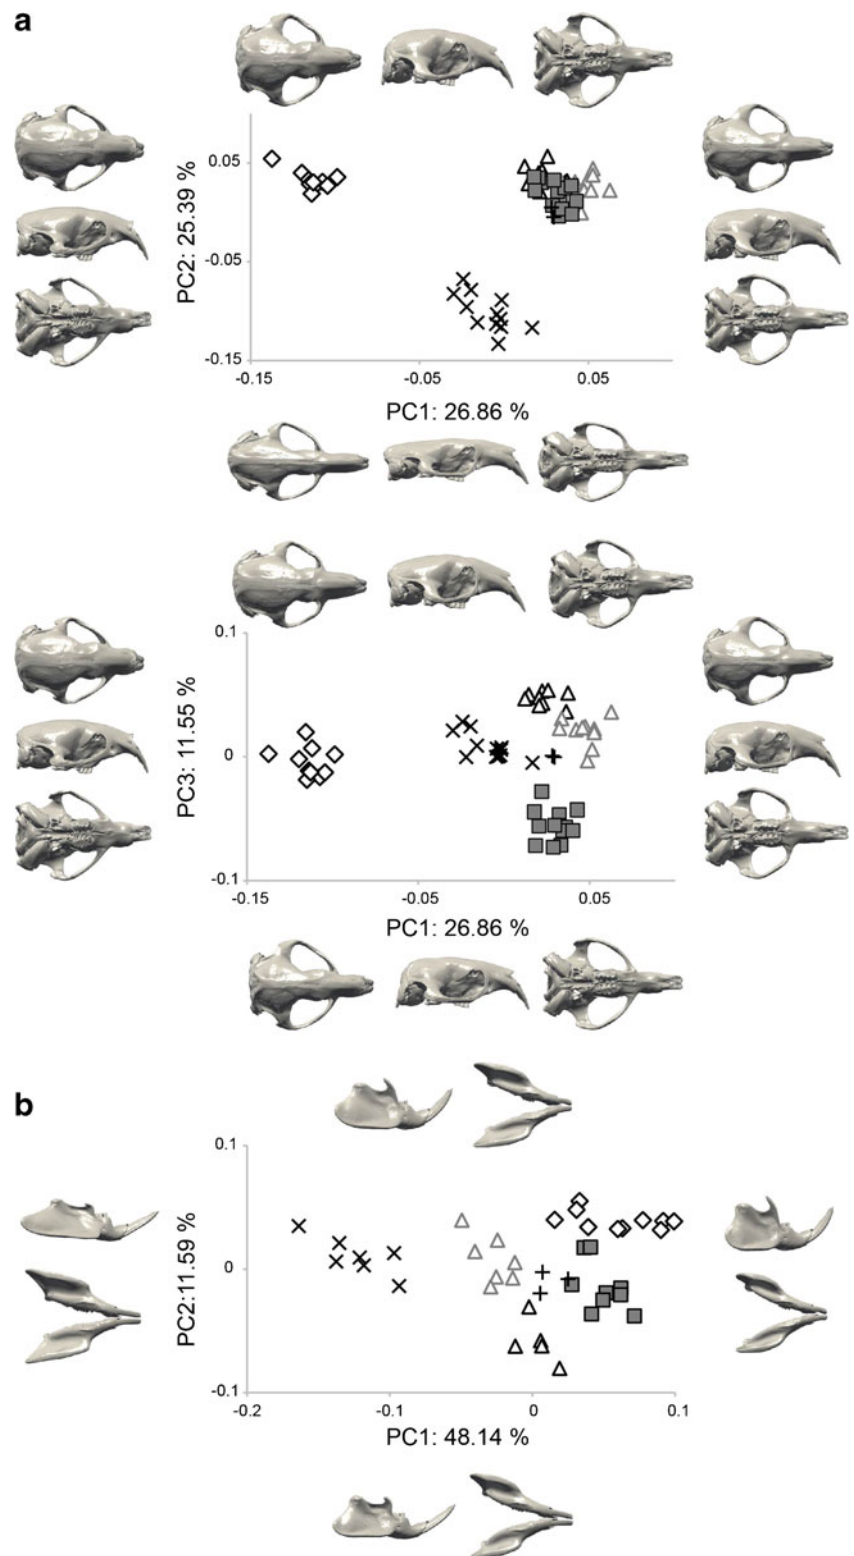 a
0.05
-0.05
-0.15
PC2: 25.39 %
-0.15 -0.05 0.05
PC1: 26.86 %
0.1
0
-0.1
PC3: 11.55 %
-0.15 -0.05 0.05
PC1: 26.86 %
b
0.1
0
-0.1
PC2:11.59 %
-0.2 -0.1 0 0.1
PC1: 48.14 %